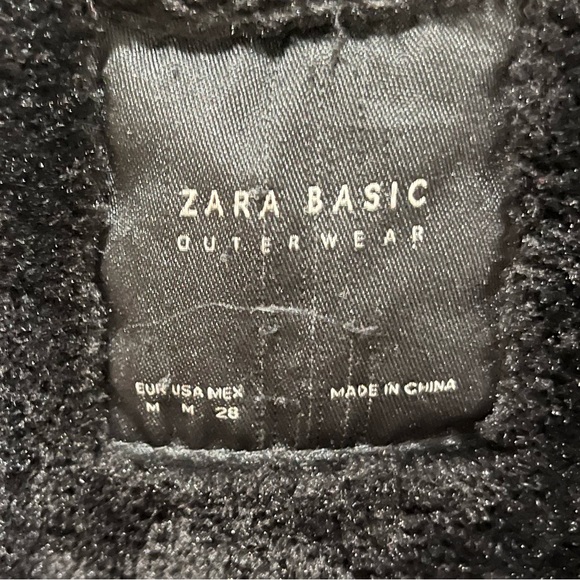 ZARA BASIC
OUTERWEAR
EUR USA MEX MADE IN CHINA
M M 28